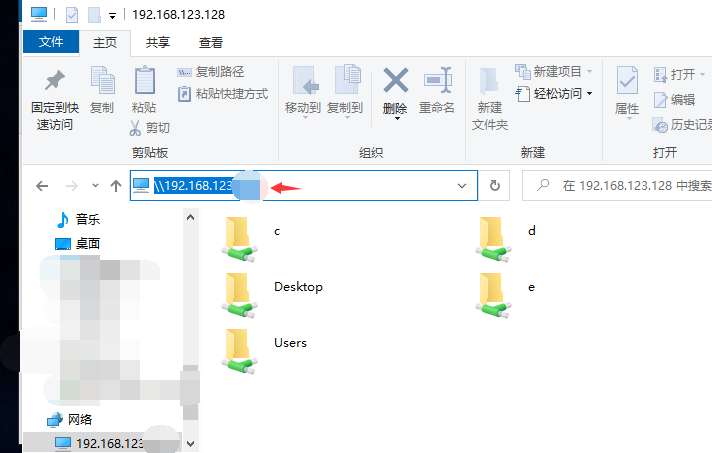 192.168.123.128
文件 主页 共享 查看
固定到快速访问
复制
粘贴
复制路径
粘贴快捷方式
剪切
剪贴板
移动到 复制到 删除 重命名
组织
新建文件夹
新建项目
轻松访问
新建
属性
打开
编辑
历史记
打开
\\192.168.123
在 192.168.123.128 中搜索
音乐
桌面
网络
192.168.123
c
d
Desktop
e
Users